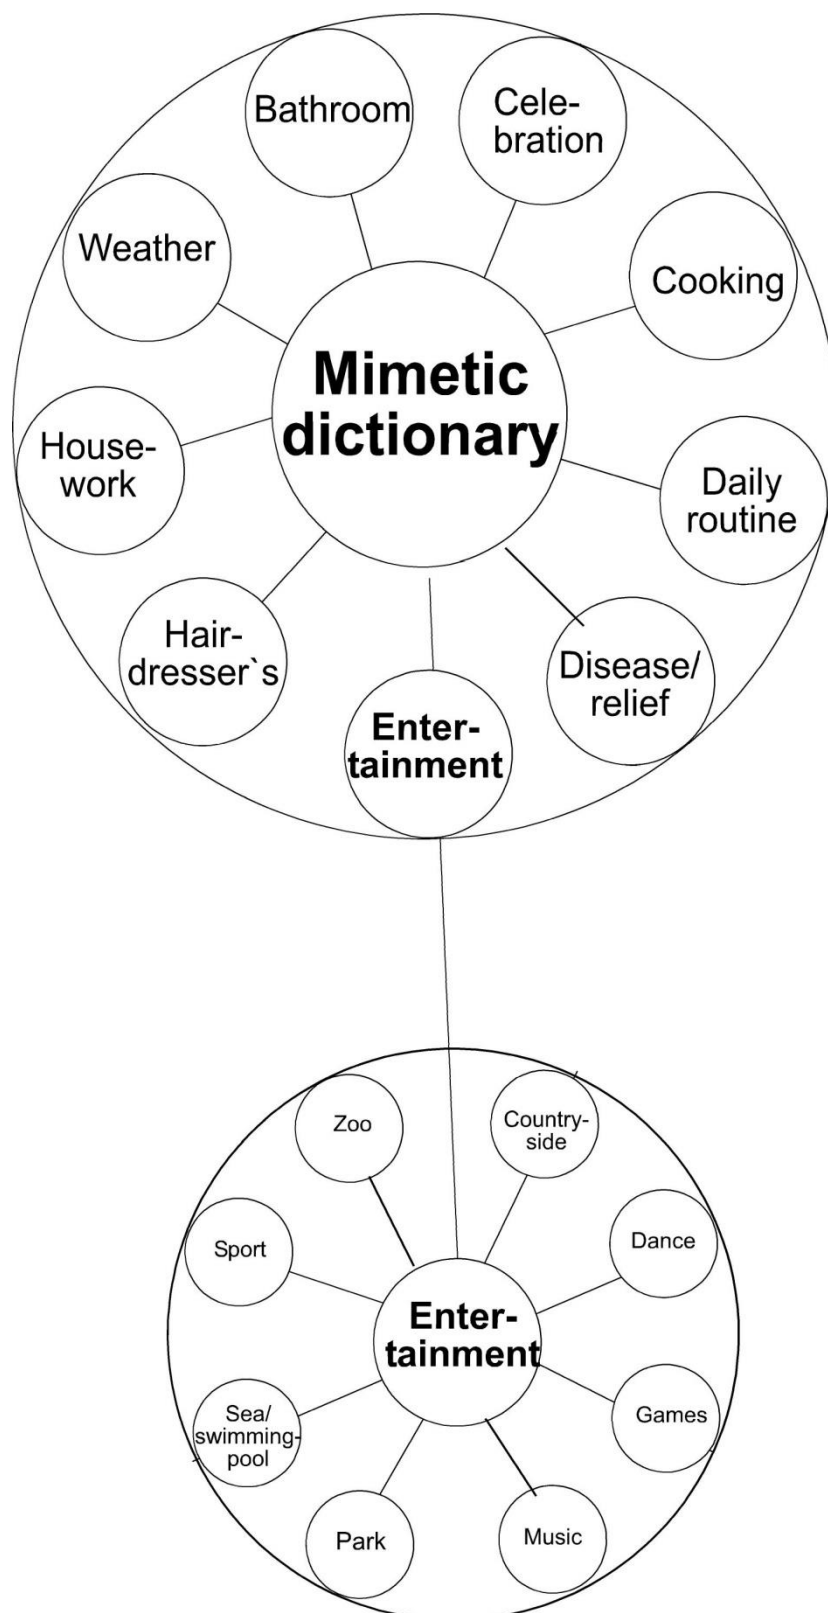 Bathroom
Cele-
bration
Weather
Cooking
Mimetic
dictionary
House-
work
Daily
routine
Hair-
dresser`s
Disease/
relief
Enter-
tainment
Zoo
Country-
side
Sport
Dance
Enter-
tainment
Sea/
swimming-
pool
Games
Park
Music